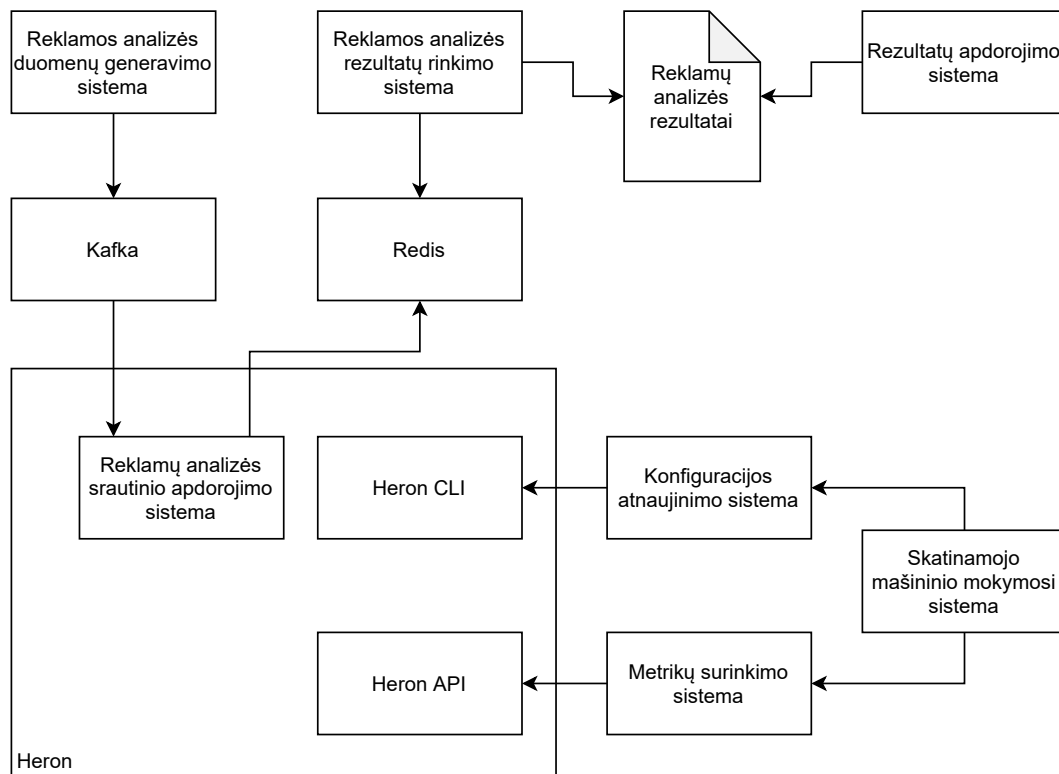 Reklamos analizės
duomenų generavimo
sistema
Reklamos analizės
rezultatų rinkimo
sistema
Reklamų
analizės
rezultatai
Rezultatų apdorojimo
sistema
Kafka
Redis
Reklamų analizės
srautinio apdorojimo
sistema
Heron CLI
Konfiguracijos
atnaujinimo sistema
Skatinamojo
mašininio mokymosi
sistema
Heron API
Metrikų surinkimo
sistema
Heron